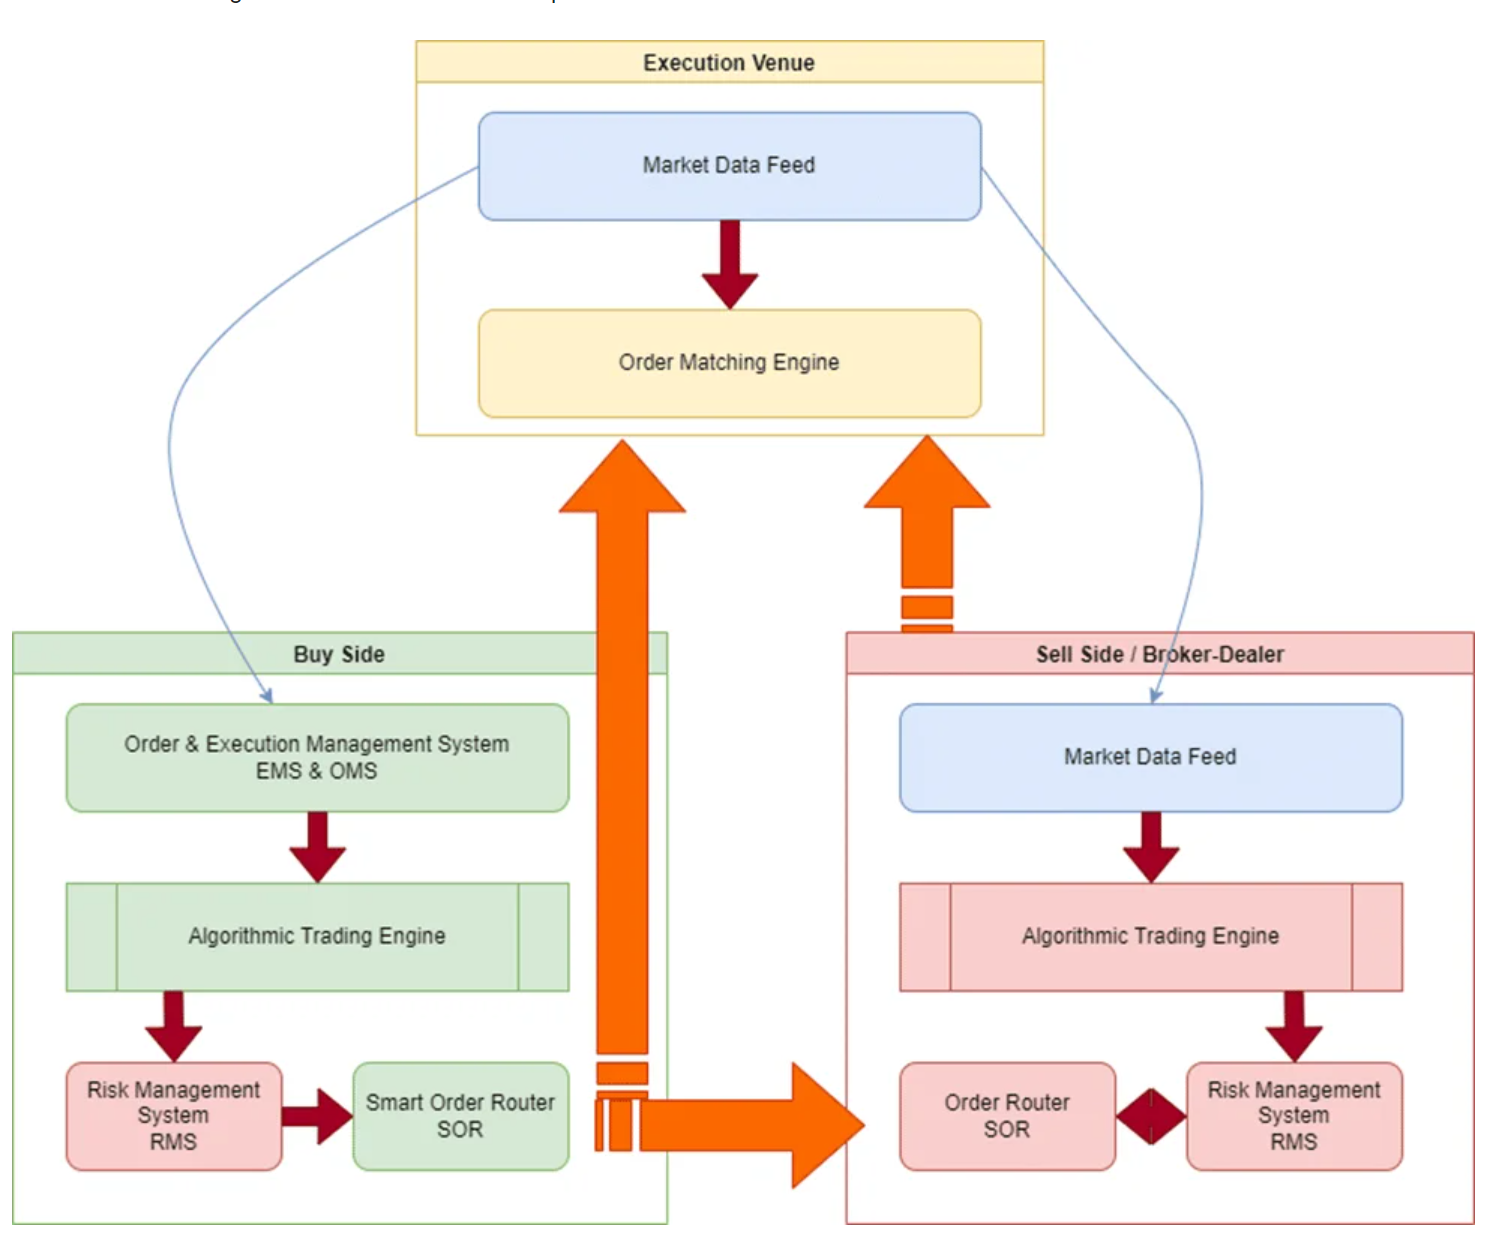 Execution Venue
Market Data Feed
Order Matching Engine
Buy Side
Order & Execution Management System
EMS & OMS
Algorithmic Trading Engine
Risk Management
System
RMS
Smart Order Router
SOR
Sell Side / Broker-Dealer
Market Data Feed
Algorithmic Trading Engine
Order Router
SOR
Risk Management
System
RMS